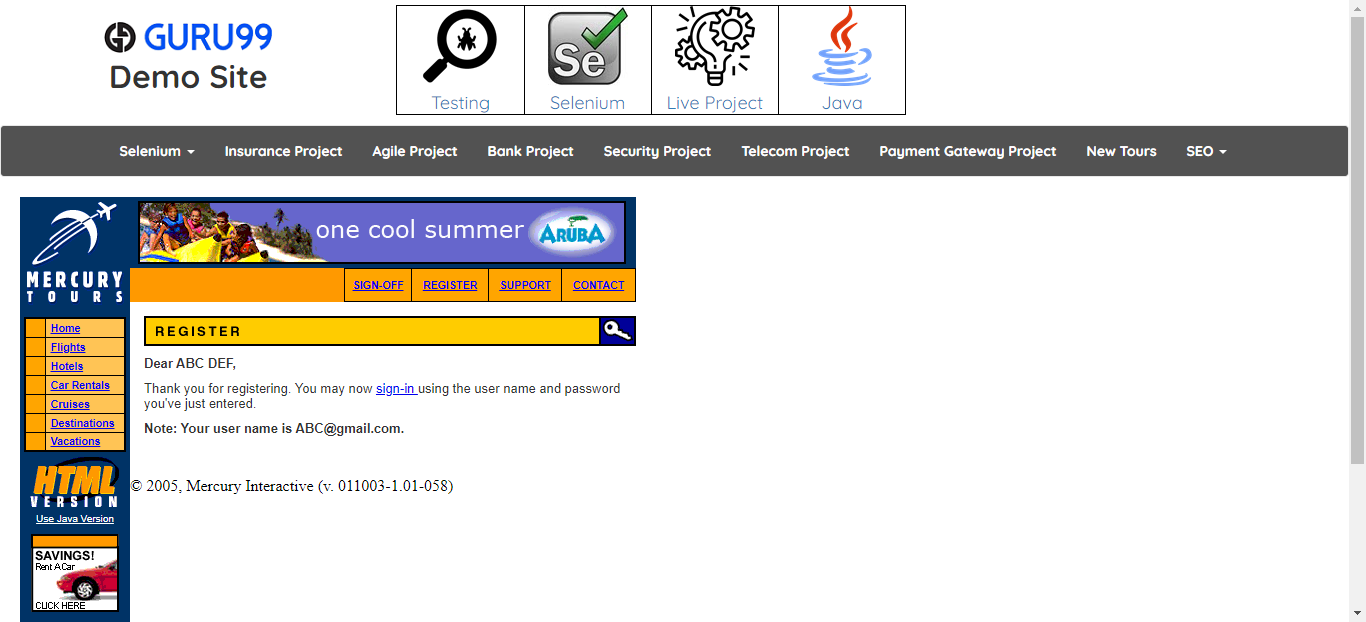 GURU99
Demo Site
Testing
Selenium
Live Project
Java
Se
Selenium Insurance Project Agile Project Bank Project Security Project Telecom Project Payment Gateway Project New Tours SEO
one cool summer ARUBA
MERCURY
TOURS
SIGN-OFF REGISTER SUPPORT CONTACT
Home
Flights
Hotels
Car Rentals
Cruises
Destinations
Vacations
HTML
VERSION
Use Java Version
SAVINGS!
Rent A Car
CLICK HERE
REGISTER
Dear ABC DEF,
Thank you for registering. You may now sign-in using the user name and password
you've just entered.
Note: Your user name is ABC@gmail.com.
© 2005, Mercury Interactive (v. 011003-1.01-058)